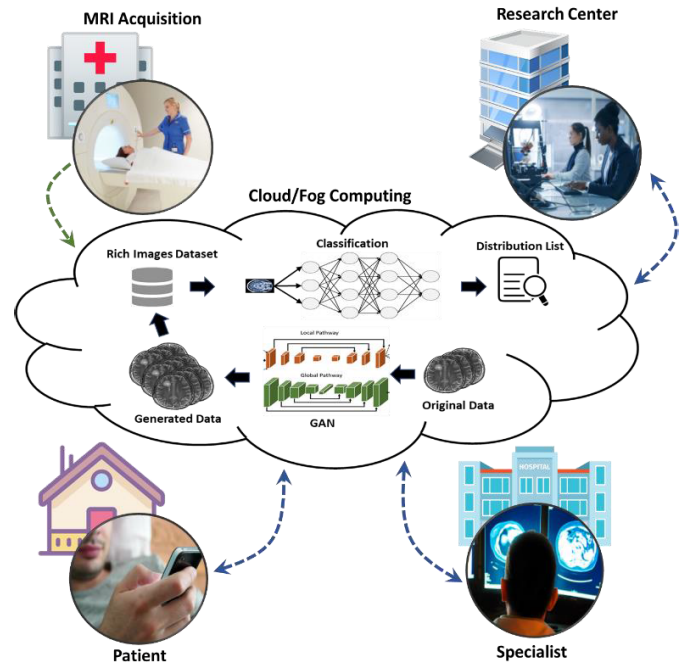 MRI Acquisition
Research Center
Cloud/Fog Computing
Rich Images Dataset
Classification
Distribution List
Local Pathway
Global Pathway
Generated Data
GAN
Original Data
HOSPITAL
Patient
Specialist